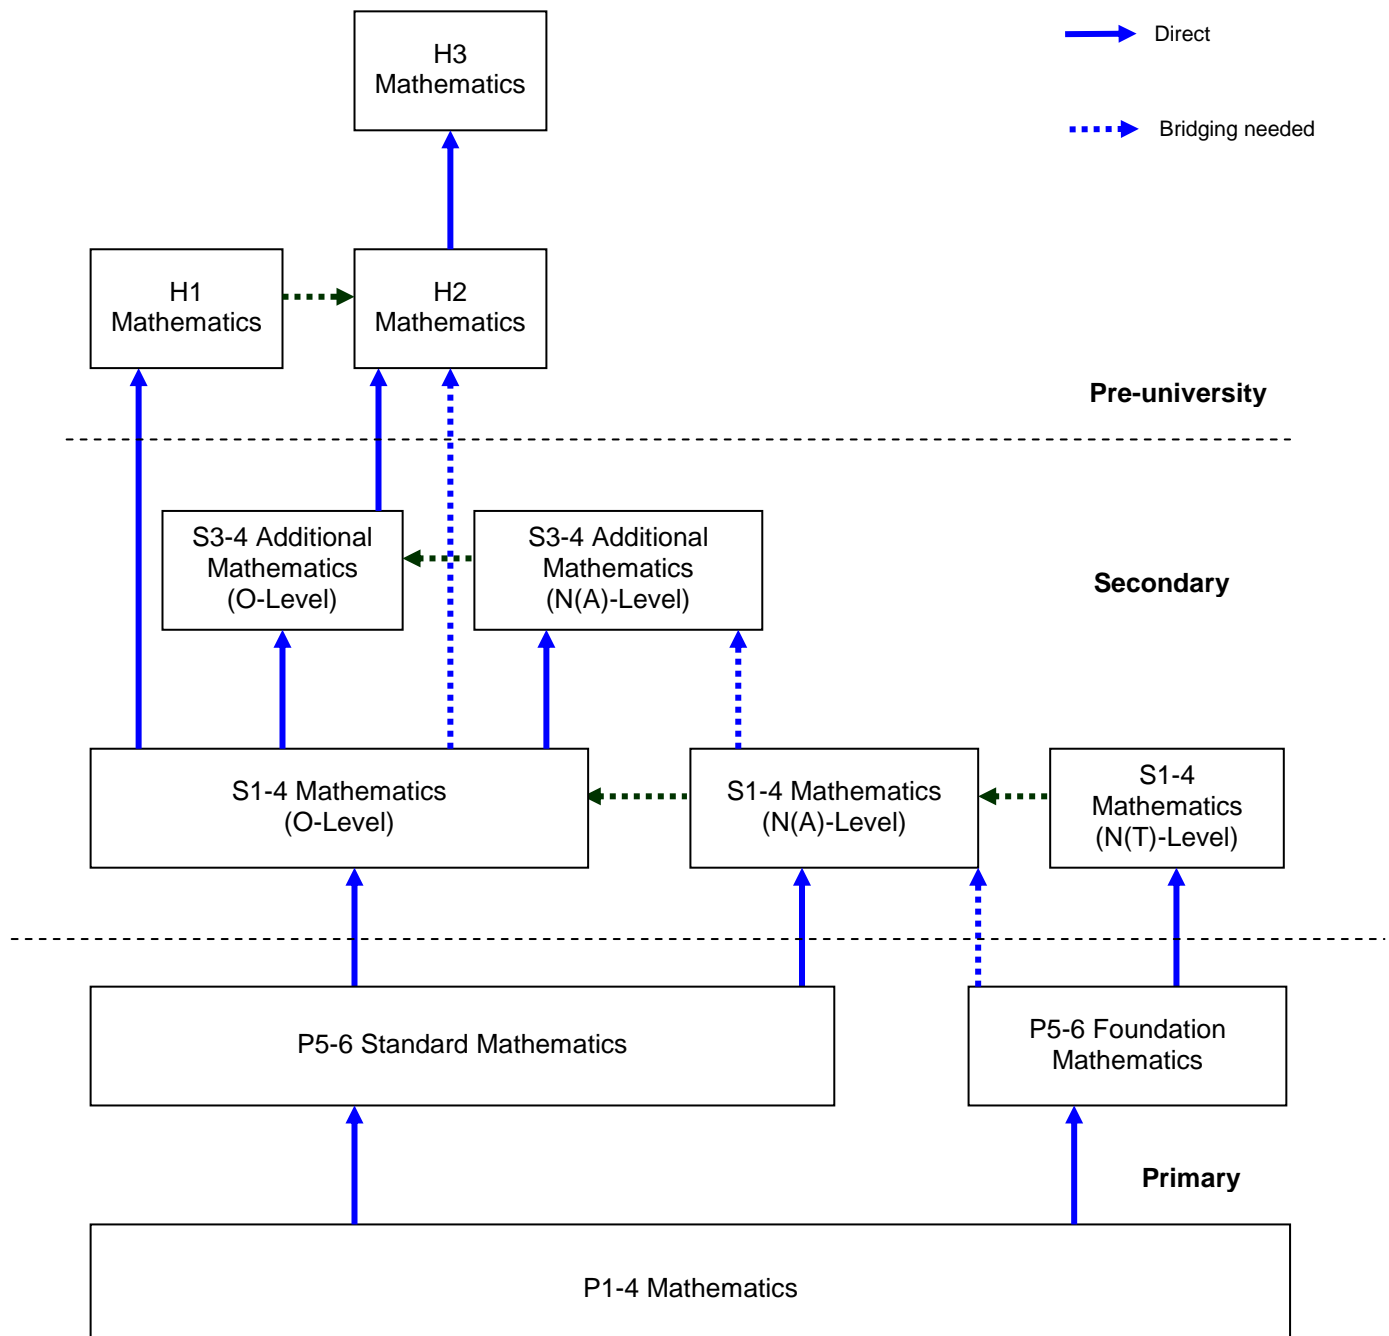 H3
Mathematics
Direct
Bridging needed
H1
Mathematics
H2
Mathematics
Pre-university
S3-4 Additional
Mathematics
(O-Level)
S3-4 Additional
Mathematics
(N(A)-Level)
Secondary
S1-4 Mathematics
(O-Level)
S1-4 Mathematics
(N(A)-Level)
S1-4
Mathematics
(N(T)-Level)
P5-6 Standard Mathematics
P5-6 Foundation
Mathematics
Primary
P1-4 Mathematics